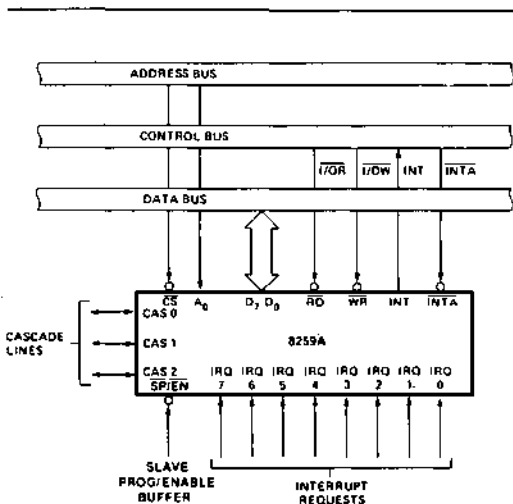 ADDRESS BUS
CONTROL BUS
I/OR I/OW INT INTA
DATA BUS
CS A0 D7 D0 RD WR INT INTA
CASCADE LINES
CAS 0
CAS 1
8259A
CAS 2
IRQ IRQ IRQ IRQ IRQ IRQ IRQ IRQ
SP/EN 7 6 5 4 3 2 1 0
SLAVE
PROG/ENABLE
BUFFER
INTERRUPT
REQUESTS